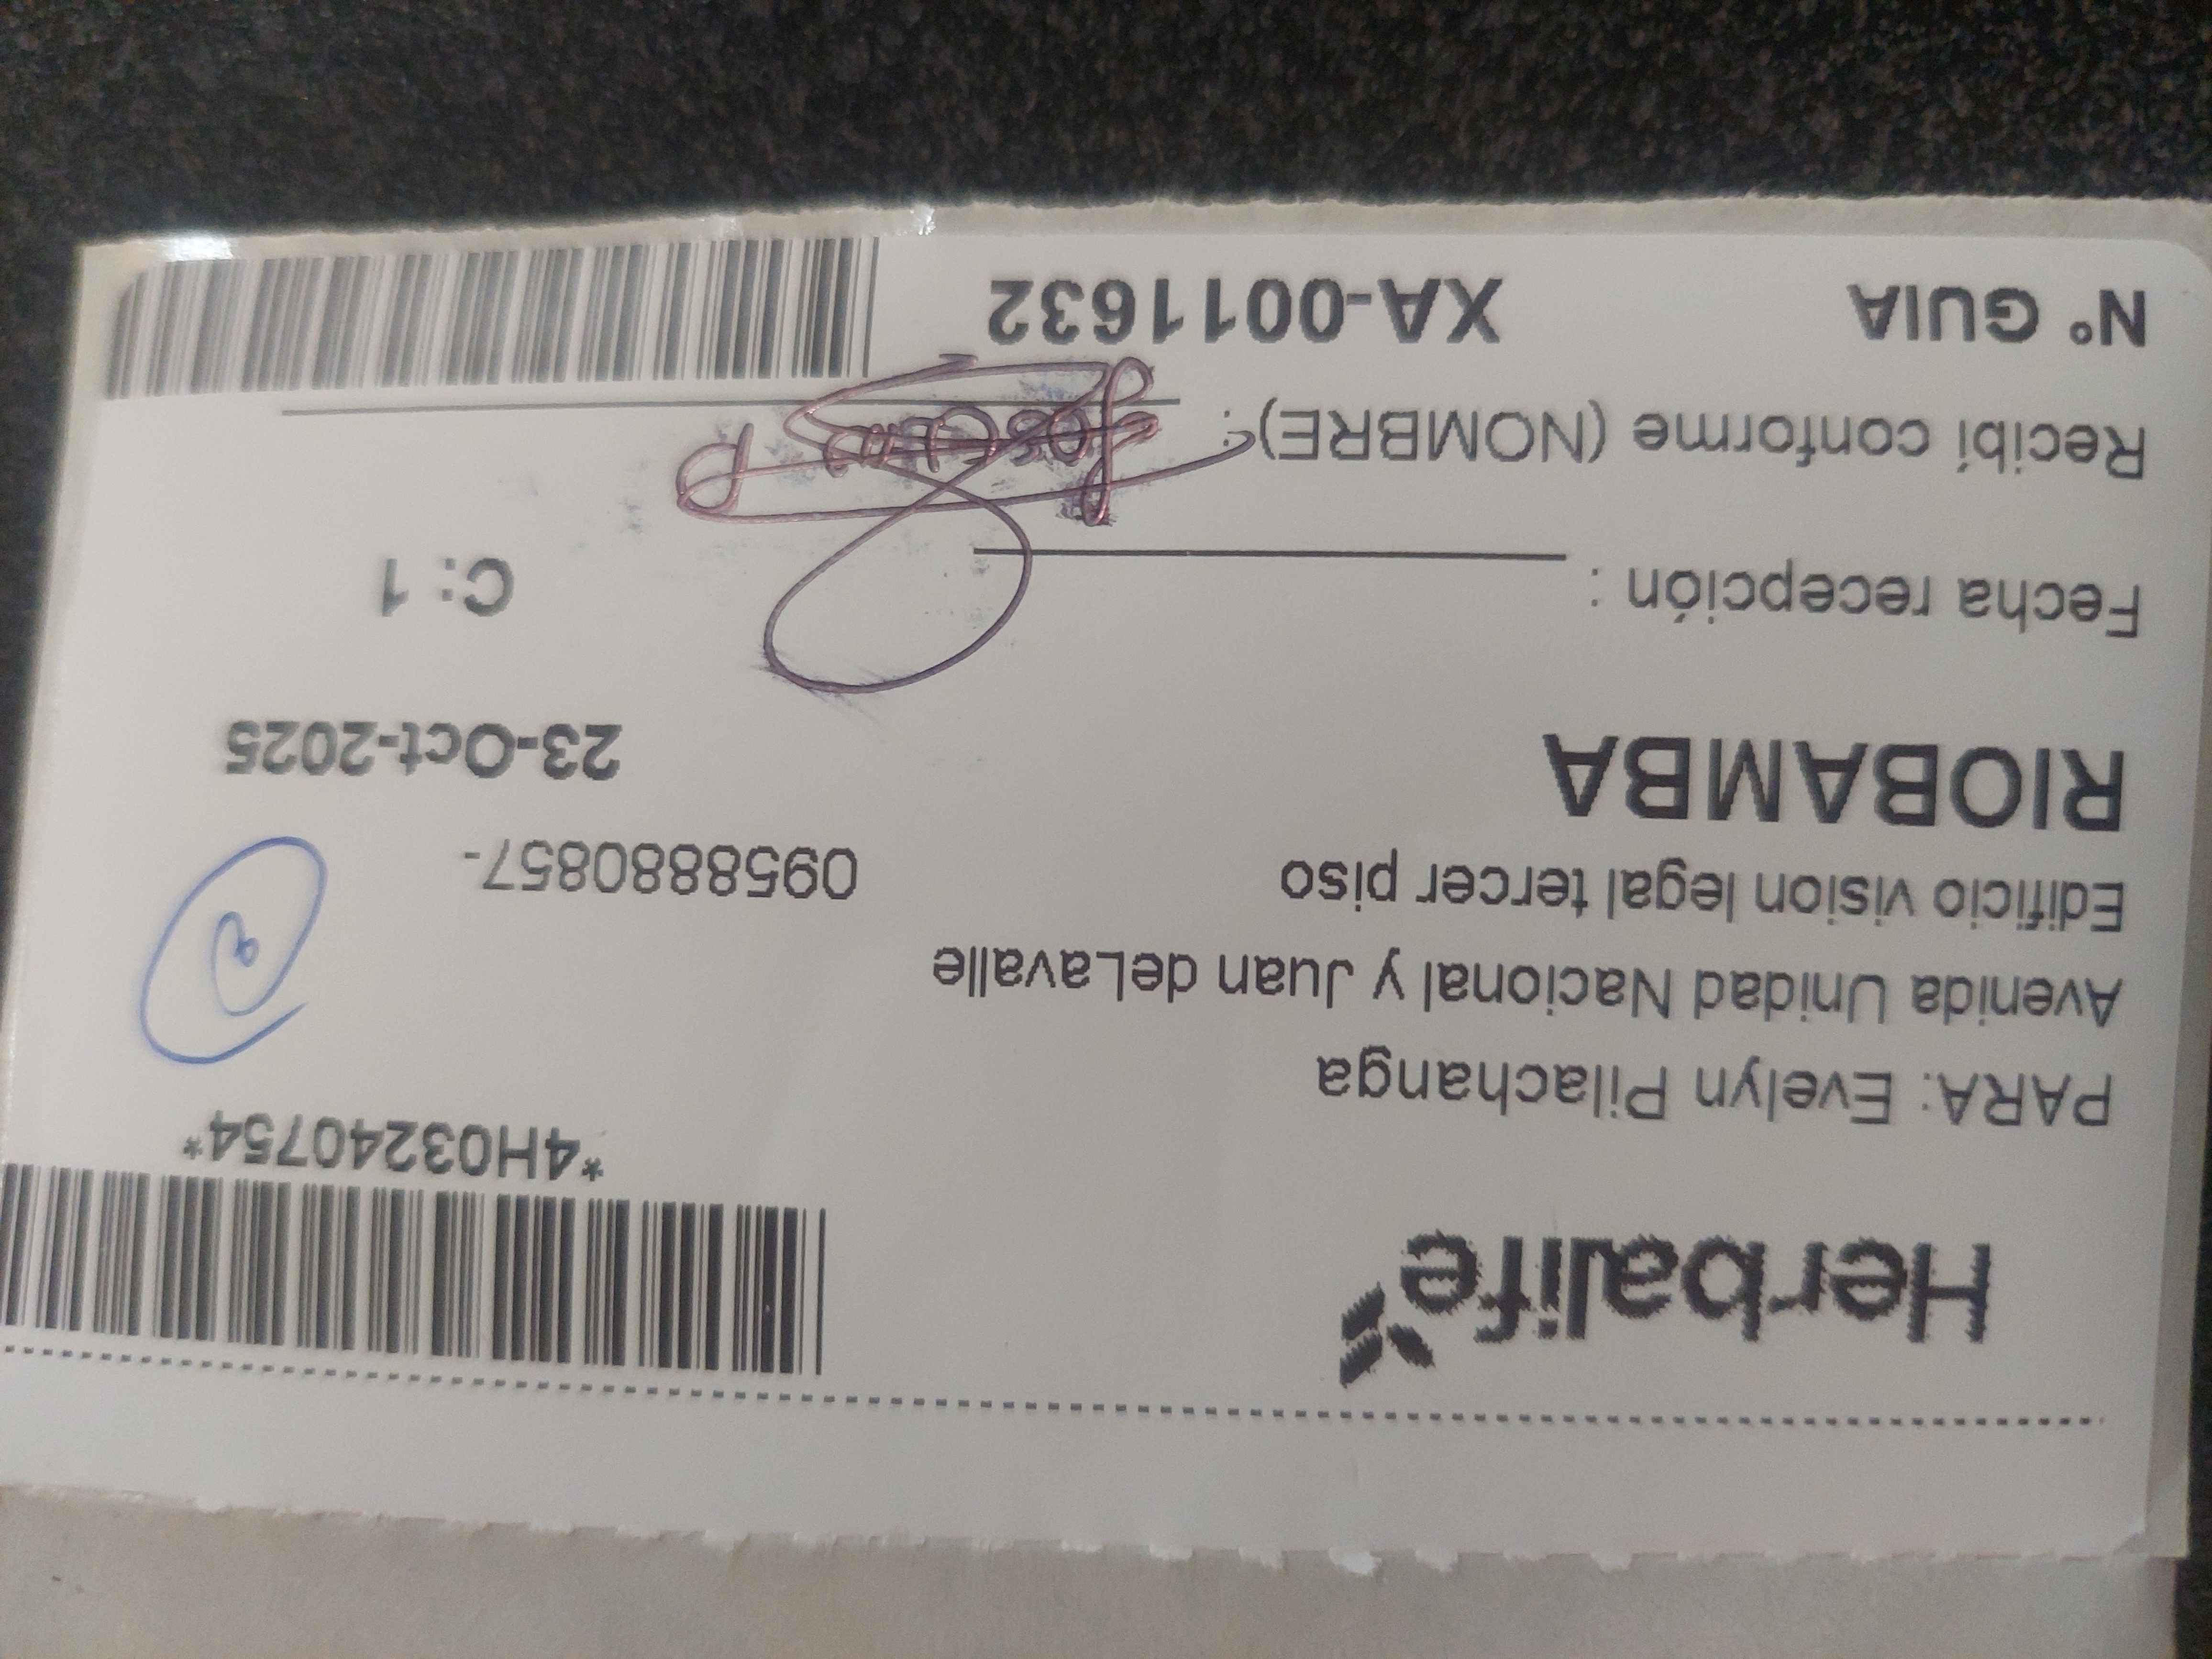 Herbalife
*4H03240754*
PARA: Evelyn Pilachanga
Avenida Unidad Nacional y Juan deLavalle
Edificio vision legal tercer piso
0958880857-
RIOBAMBA
23-Oct-2025
Fecha recepción :
C: 1
Recibí conforme (NOMBRE) :
N° GUIA XA-0011632